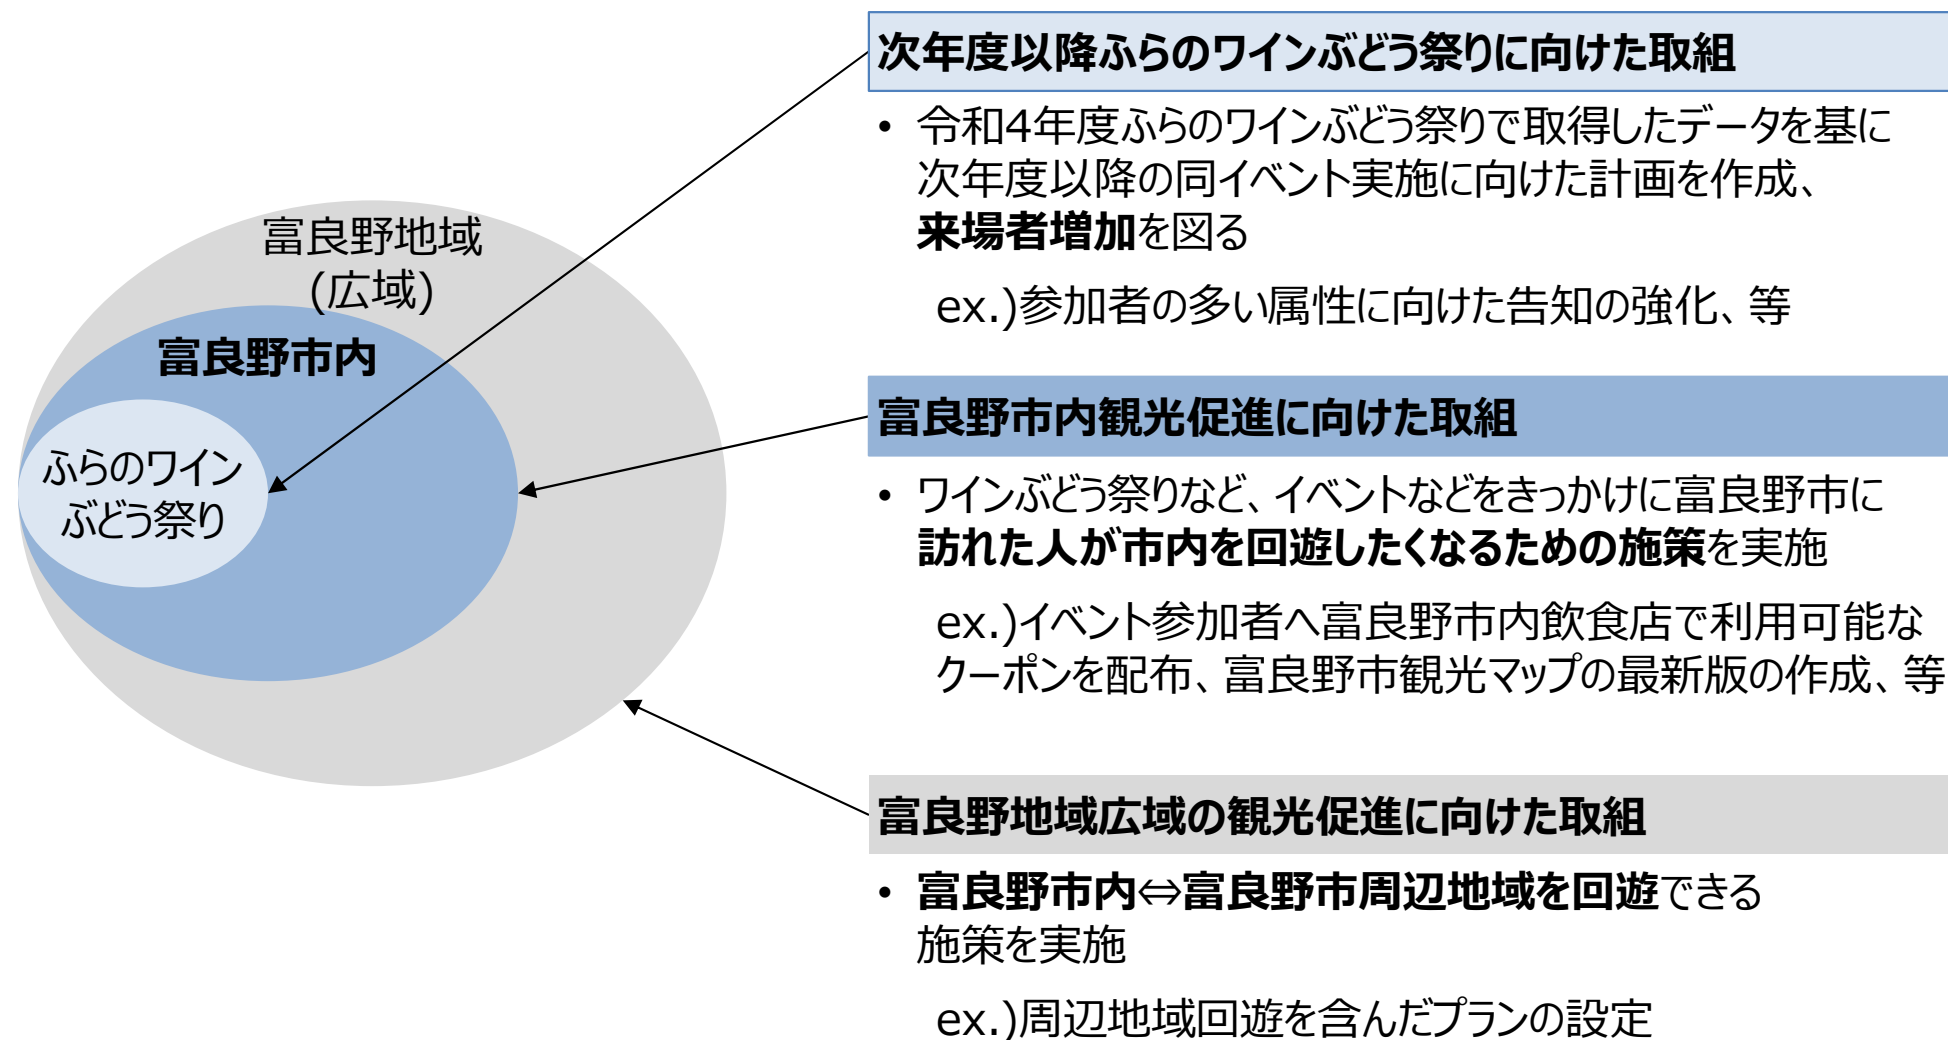 富良野地域
(広域)
富良野市内
ふらのワイン
ぶどう祭り
次年度以降ふらのワインぶどう祭りに向けた取組
• 令和4年度ふらのワインぶどう祭りで取得したデータを基に
次年度以降の同イベント実施に向けた計画を作成、
来場者増加を図る
ex.)参加者の多い属性に向けた告知の強化、等
富良野市内観光促進に向けた取組
• ワインぶどう祭りなど、イベントなどをきっかけに富良野市に
訪れた人が市内を回遊したくなるための施策を実施
ex.)イベント参加者へ富良野市内飲食店で利用可能な
クーポンを配布、富良野市観光マップの最新版の作成、等
富良野地域広域の観光促進に向けた取組
• 富良野市内⇔富良野市周辺地域を回遊できる
施策を実施
ex.)周辺地域回遊を含んだプランの設定